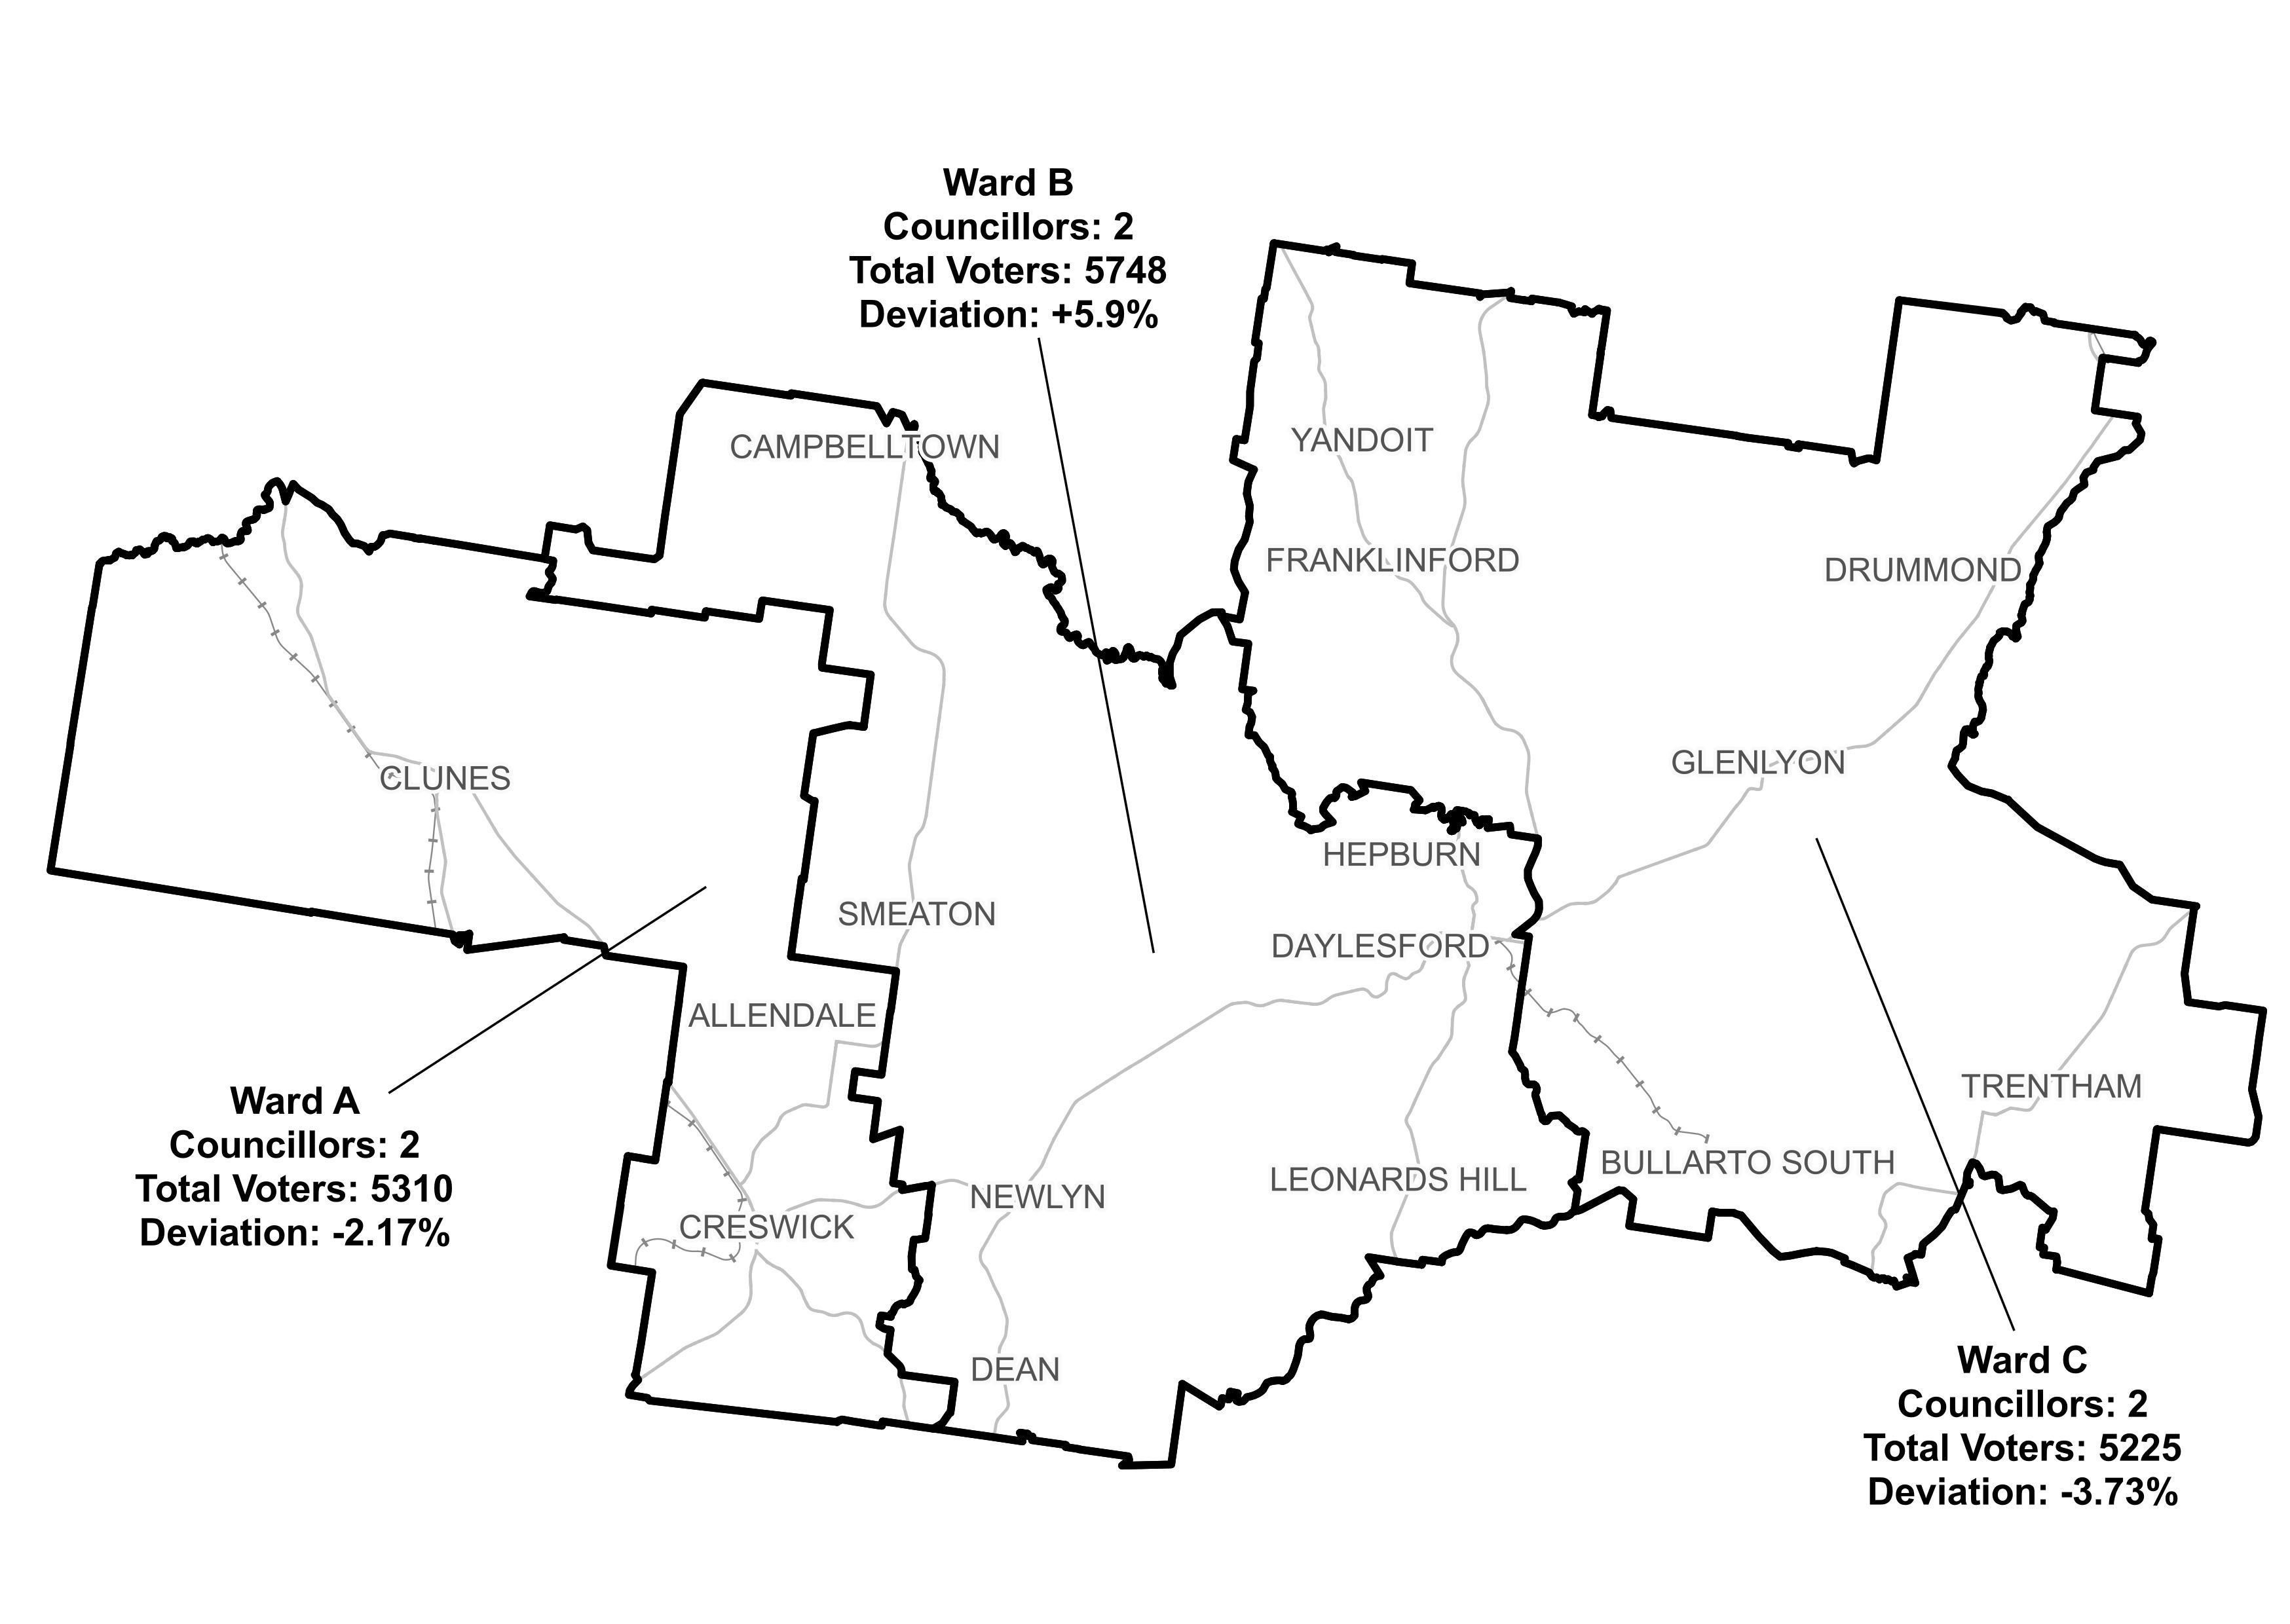 Ward B
Councillors: 2
Total Voters: 5748
Deviation: +5.9%
CAMPBELLTOWN
YANDOIT
FRANKLINFORD
DRUMMOND
GLENLYON
CLUNES
HEPBURN
SMEATON
DAYLESFORD
ALLENDALE
TRENTHAM
Ward A
Councillors: 2
Total Voters: 5310
Deviation: -2.17%
BULLARTO SOUTH
LEONARDS HILL
NEWLYN
CRESWICK
DEAN
Ward C
Councillors: 2
Total Voters: 5225
Deviation: -3.73%